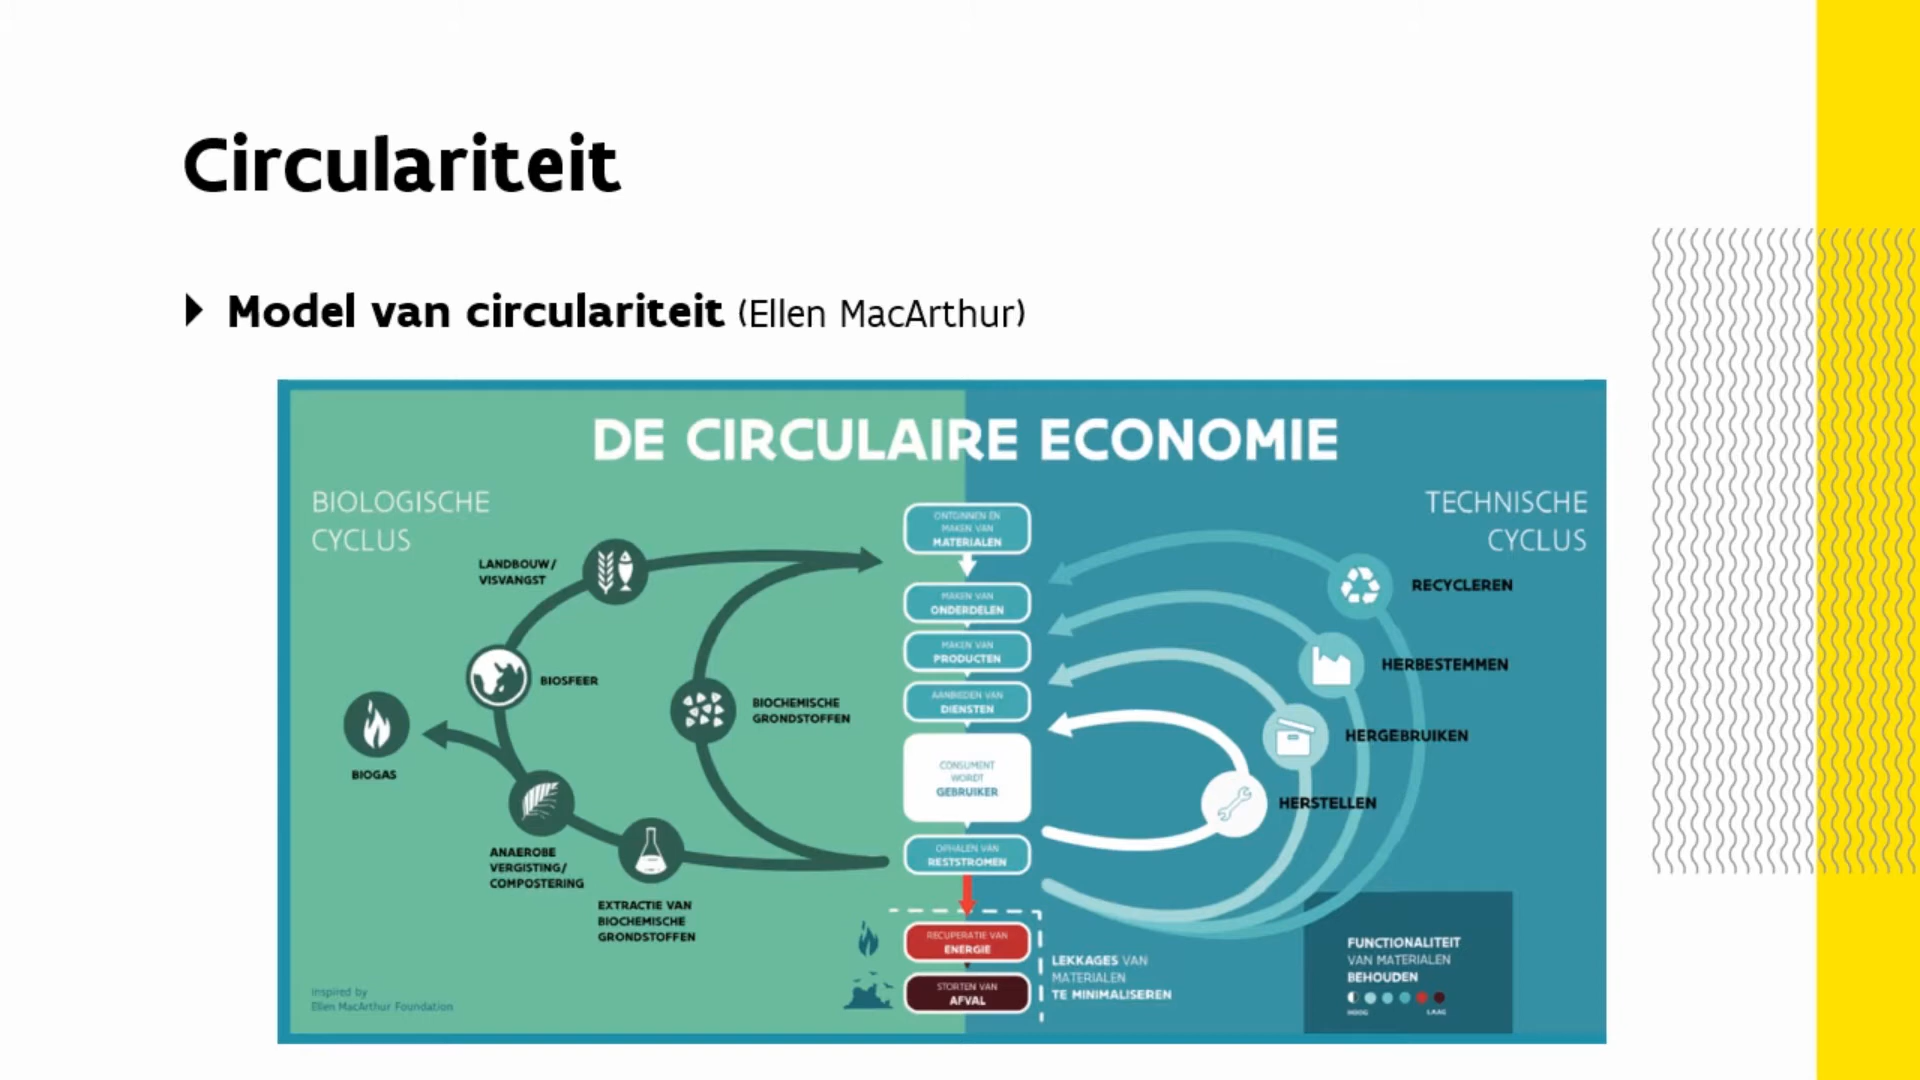 Circulariteit
Model van circulariteit (Ellen MacArthur)
DE CIRCULAIRE ECONOMIE
BIOLOGISCHE
CYCLUS
LANDBOUW/
VISVANGST
BIOSFEER
BIOGAS
BIOCHEMISCHE
GRONDSTOFFEN
ANAEROBE
VERGISTING/
COMPOSTERING
EXTRACTIE VAN
BIOCHEMISCHE
GRONDSTOFFEN
inspired by
Ellen MacArthur Foundation
ONTGINNEN EN
MAKEN VAN
MATERIALEN
MAKEN VAN
ONDERDELEN
MAKEN VAN
PRODUCTEN
AANBIEDEN VAN
DIENSTEN
CONSUMENT
WORDT
GEBRUIKER
OPHALEN VAN
RESTSTROMEN
RECUPERATIE VAN
ENERGIE
STORTEN VAN
AFVAL
LEKKAGES VAN
MATERIALEN
TE MINIMALISEREN
TECHNISCHE
CYCLUS
RECYCLEREN
HERBESTEMMEN
HERGEBRUIKEN
HERSTELLEN
FUNCTIONALITEIT
VAN MATERIALEN
BEHOUDEN
HOOG LAAG